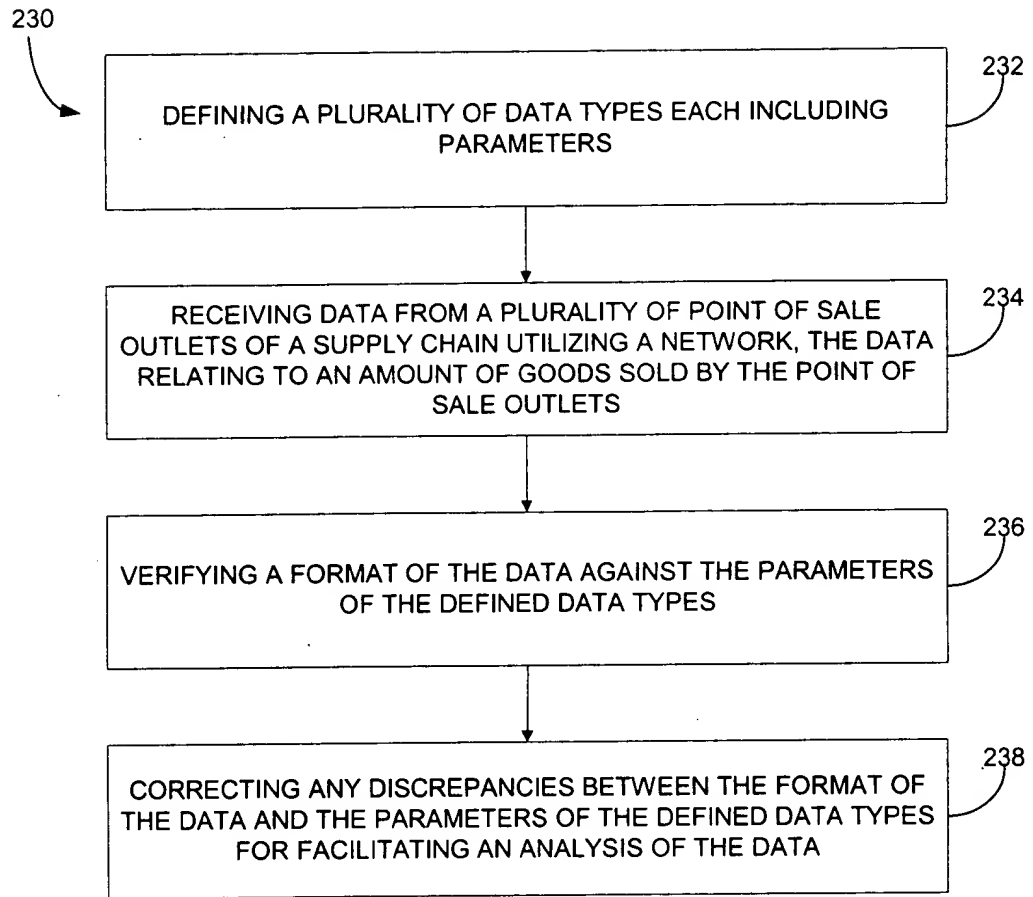 230
232
DEFINING A PLURALITY OF DATA TYPES EACH INCLUDING
PARAMETERS
234
RECEIVING DATA FROM A PLURALITY OF POINT OF SALE
OUTLETS OF A SUPPLY CHAIN UTILIZING A NETWORK, THE DATA
RELATING TO AN AMOUNT OF GOODS SOLD BY THE POINT OF
SALE OUTLETS
236
VERIFYING A FORMAT OF THE DATA AGAINST THE PARAMETERS
OF THE DEFINED DATA TYPES
238
CORRECTING ANY DISCREPANCIES BETWEEN THE FORMAT OF
THE DATA AND THE PARAMETERS OF THE DEFINED DATA TYPES
FOR FACILITATING AN ANALYSIS OF THE DATA